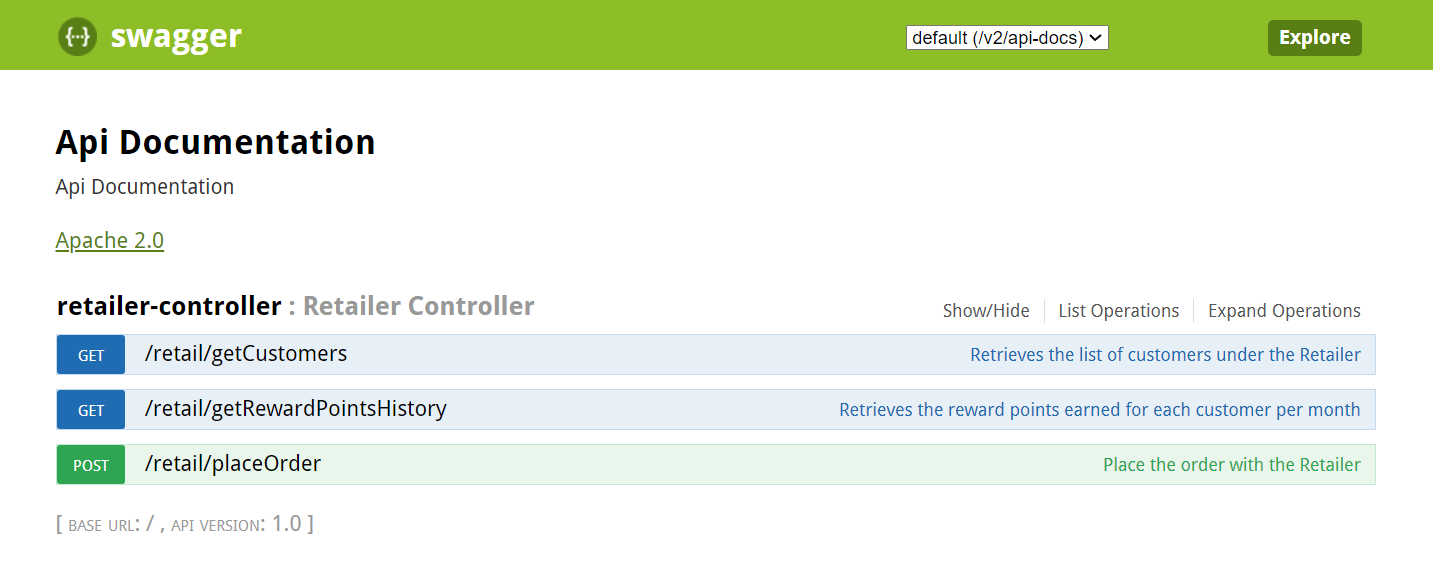 {···} swagger
default (/v2/api-docs)
Explore
Api Documentation
Api Documentation
Apache 2.0
retailer-controller : Retailer Controller
Show/Hide
List Operations
Expand Operations
GET /retail/getCustomers Retrieves the list of customers under the Retailer
GET /retail/getRewardPointsHistory Retrieves the reward points earned for each customer per month
POST /retail/placeOrder Place the order with the Retailer
[ BASE URL: / , API VERSION: 1.0 ]